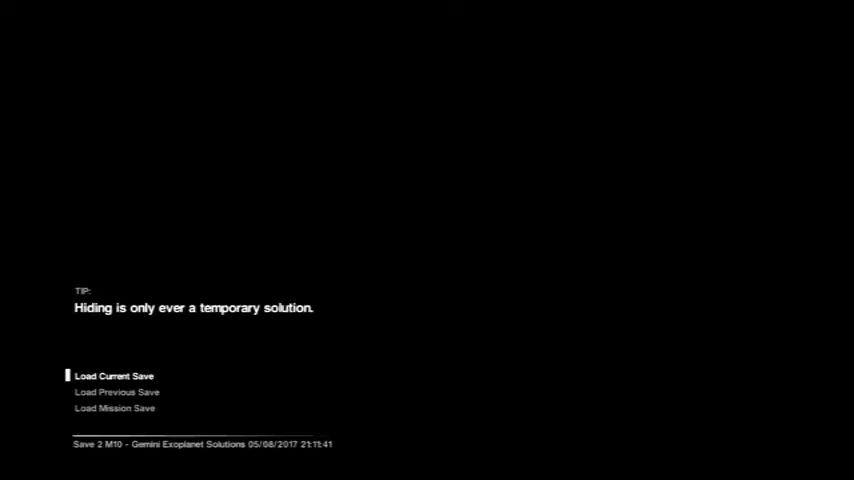 TIP:
Hiding is only ever a temporary solution.
Load Current Save
Load Previous Save
Load Mission Save
Save 2 M10 - Gemini Exoplanet Solutions 05/08/2017 21:11:41